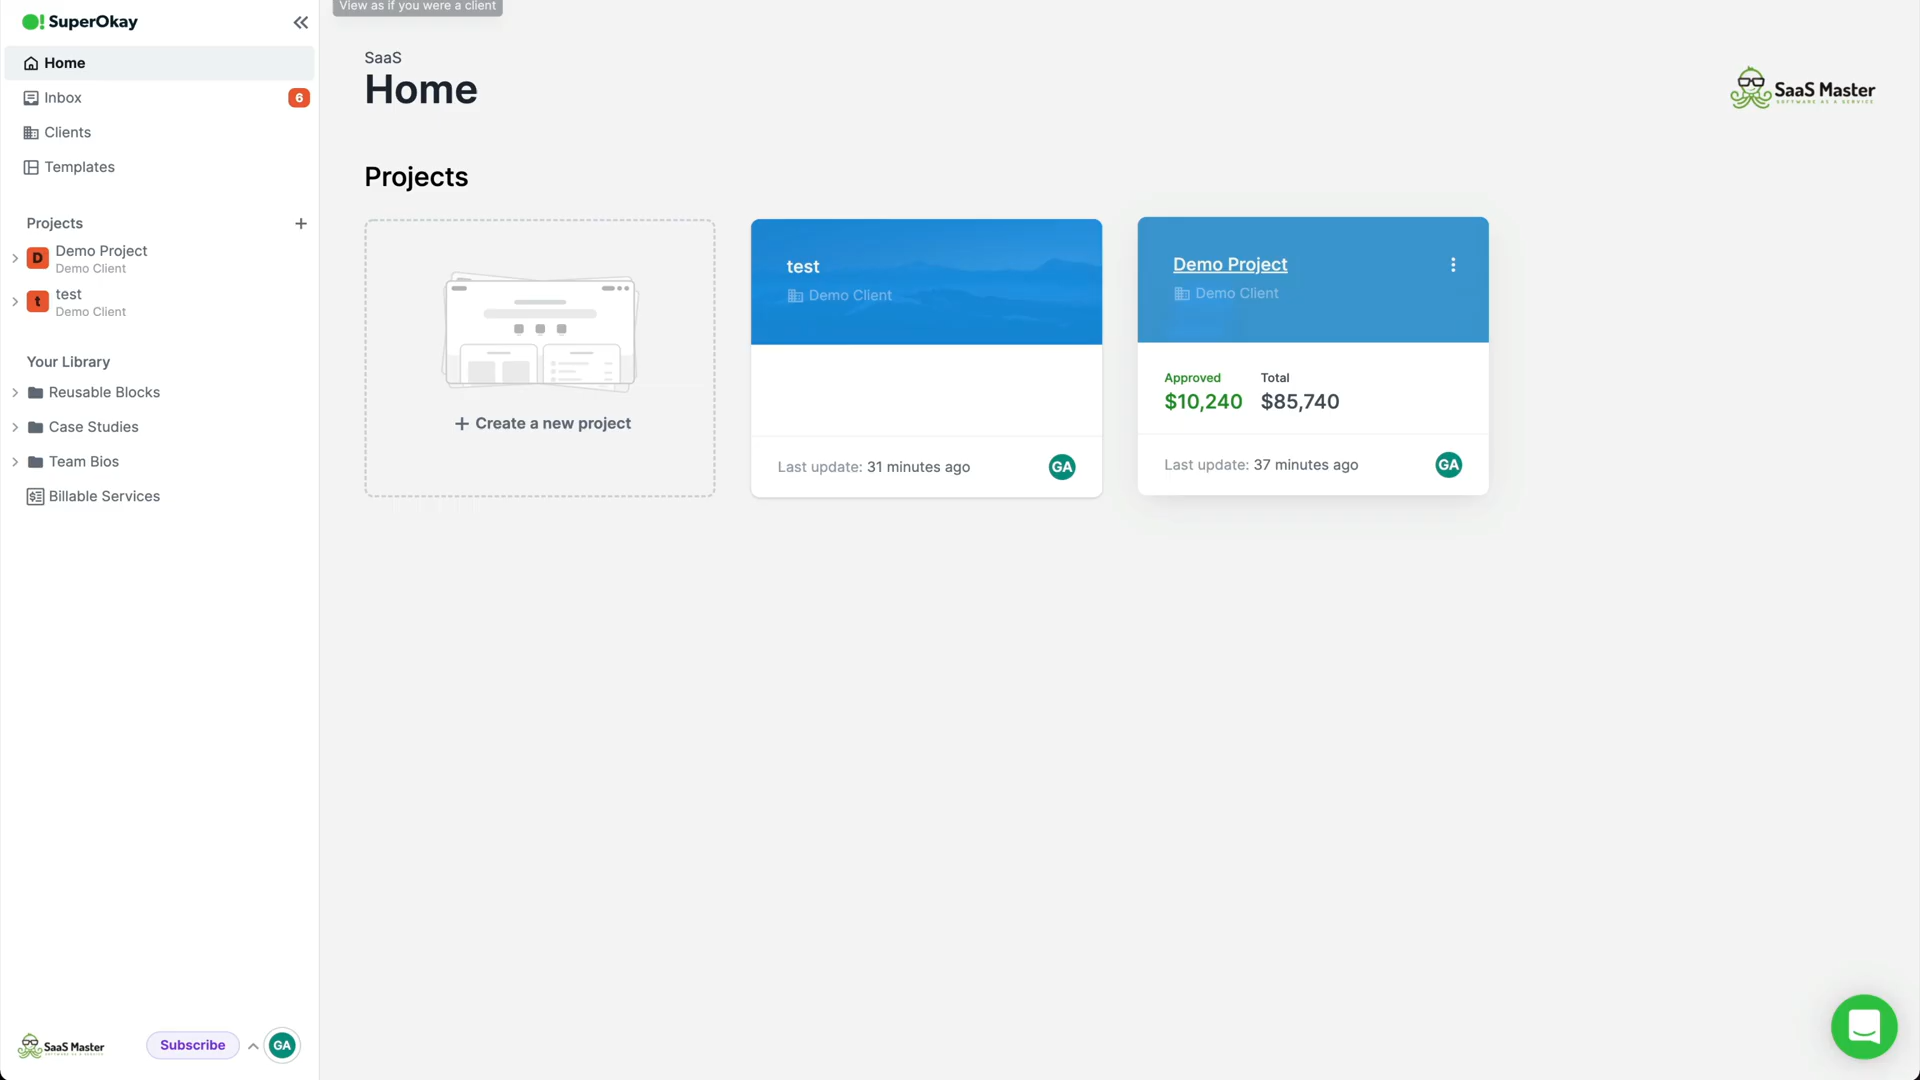 SuperOkay
Home
Inbox
6
Clients
Templates
Projects
D
Demo Project
Demo Client
t
test
Demo Client
Your Library
Reusable Blocks
Case Studies
Team Bios
Billable Services
SaaS Master
Subscribe
GA
View as if you were a client
SaaS
Home
SaaS Master
SOFTWARE AS A SERVICE
Projects
Create a new project
test
Demo Client
Last update: 31 minutes ago
GA
Demo Project
Demo Client
Approved
Total
$10,240
$85,740
Last update: 37 minutes ago
GA